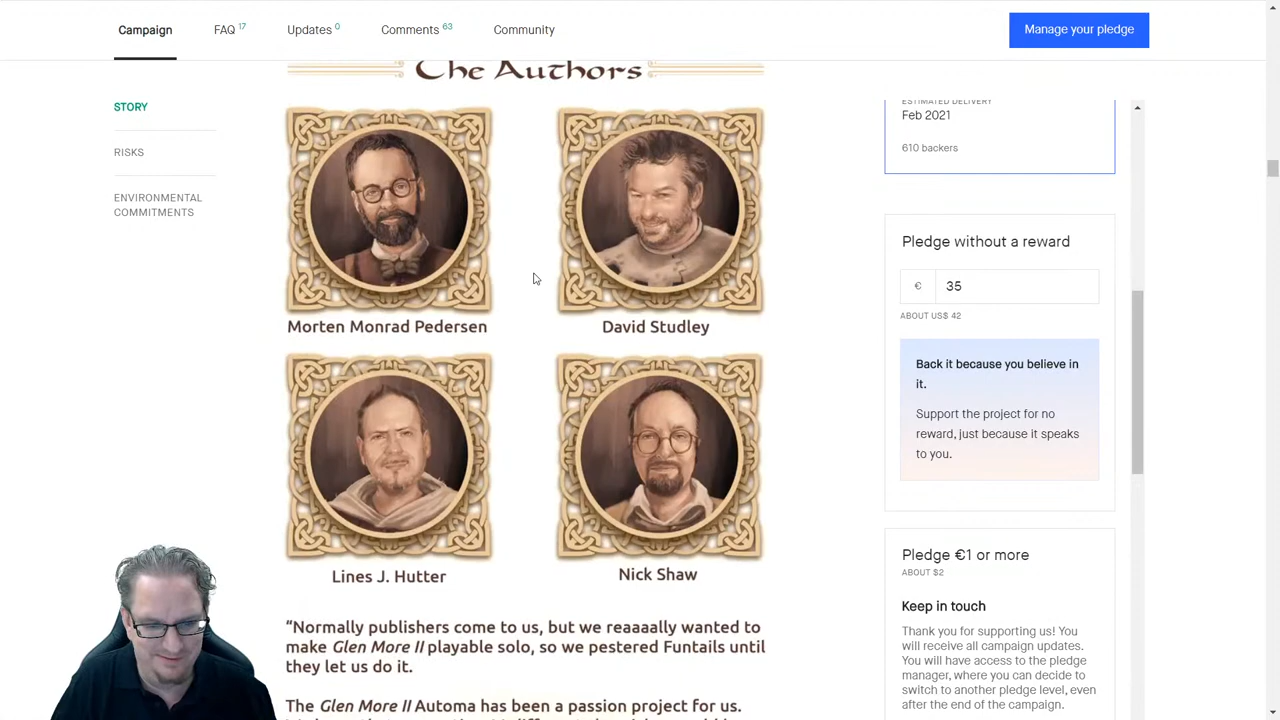 Campaign
FAQ 17
Updates 0
Comments 63
Community
Manage your pledge
The Authors
STORY
RISKS
ENVIRONMENTAL
COMMITMENTS
Morten Monrad Pedersen
David Studley
Lines J. Hutter
Nick Shaw
“Normally publishers come to us, but we reaaaally wanted to
make Glen More II playable solo, so we pestered Funtails until
they let us do it.
The Glen More II Automa has been a passion project for us.
ESTIMATED DELIVERY
Feb 2021
610 backers
Pledge without a reward
€ 35
ABOUT US$ 42
Back it because you believe in
it.
Support the project for no
reward, just because it speaks
to you.
Pledge €1 or more
ABOUT $2
Keep in touch
Thank you for supporting us! You
will receive all campaign updates.
You will have access to the pledge
manager, where you can decide to
switch to another pledge level, even
after the end of the campaign.